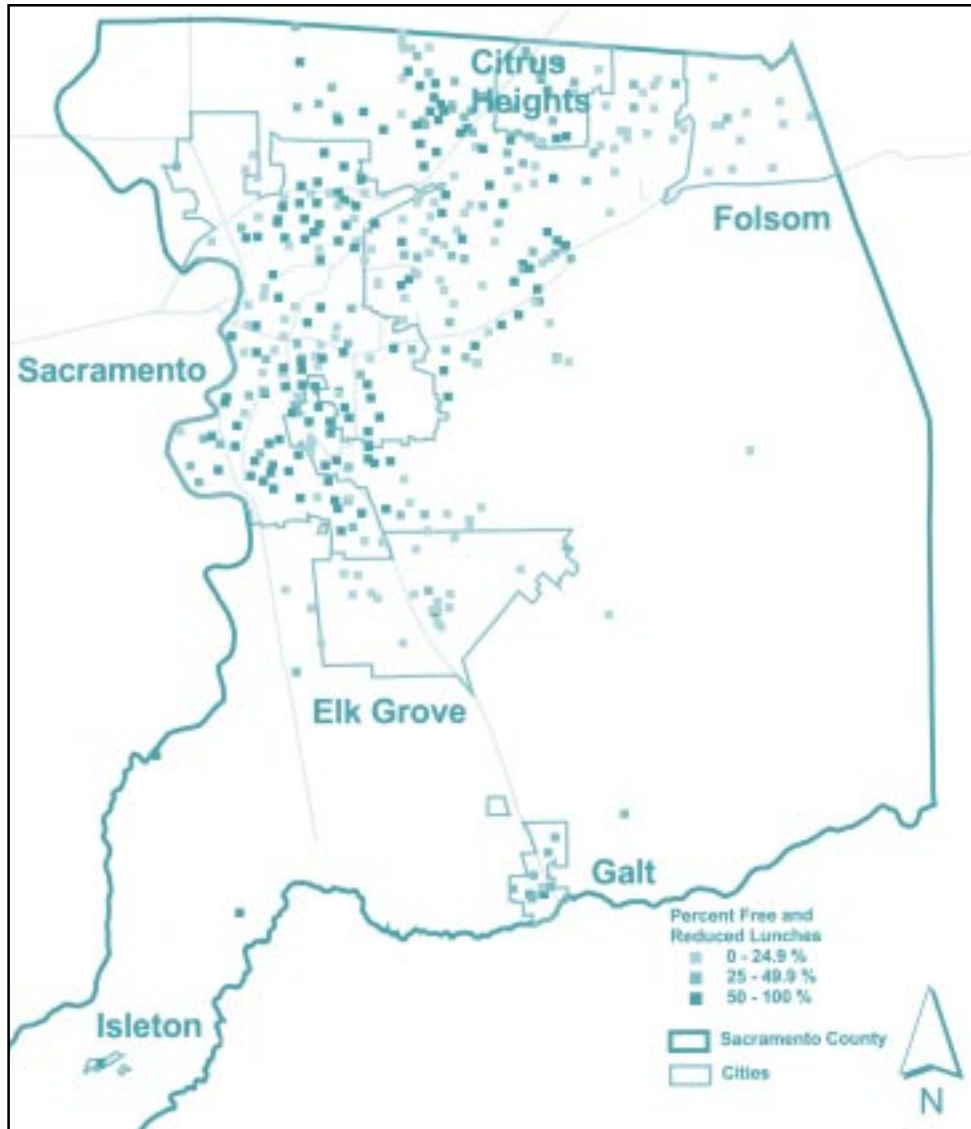 Citrus
Heights
Folsom
Sacramento
Elk Grove
Galt
Percent Free and
Reduced Lunches
0 - 24.9 %
25 - 49.9 %
50 - 100 %
Isleton
Sacramento County
Cities
N